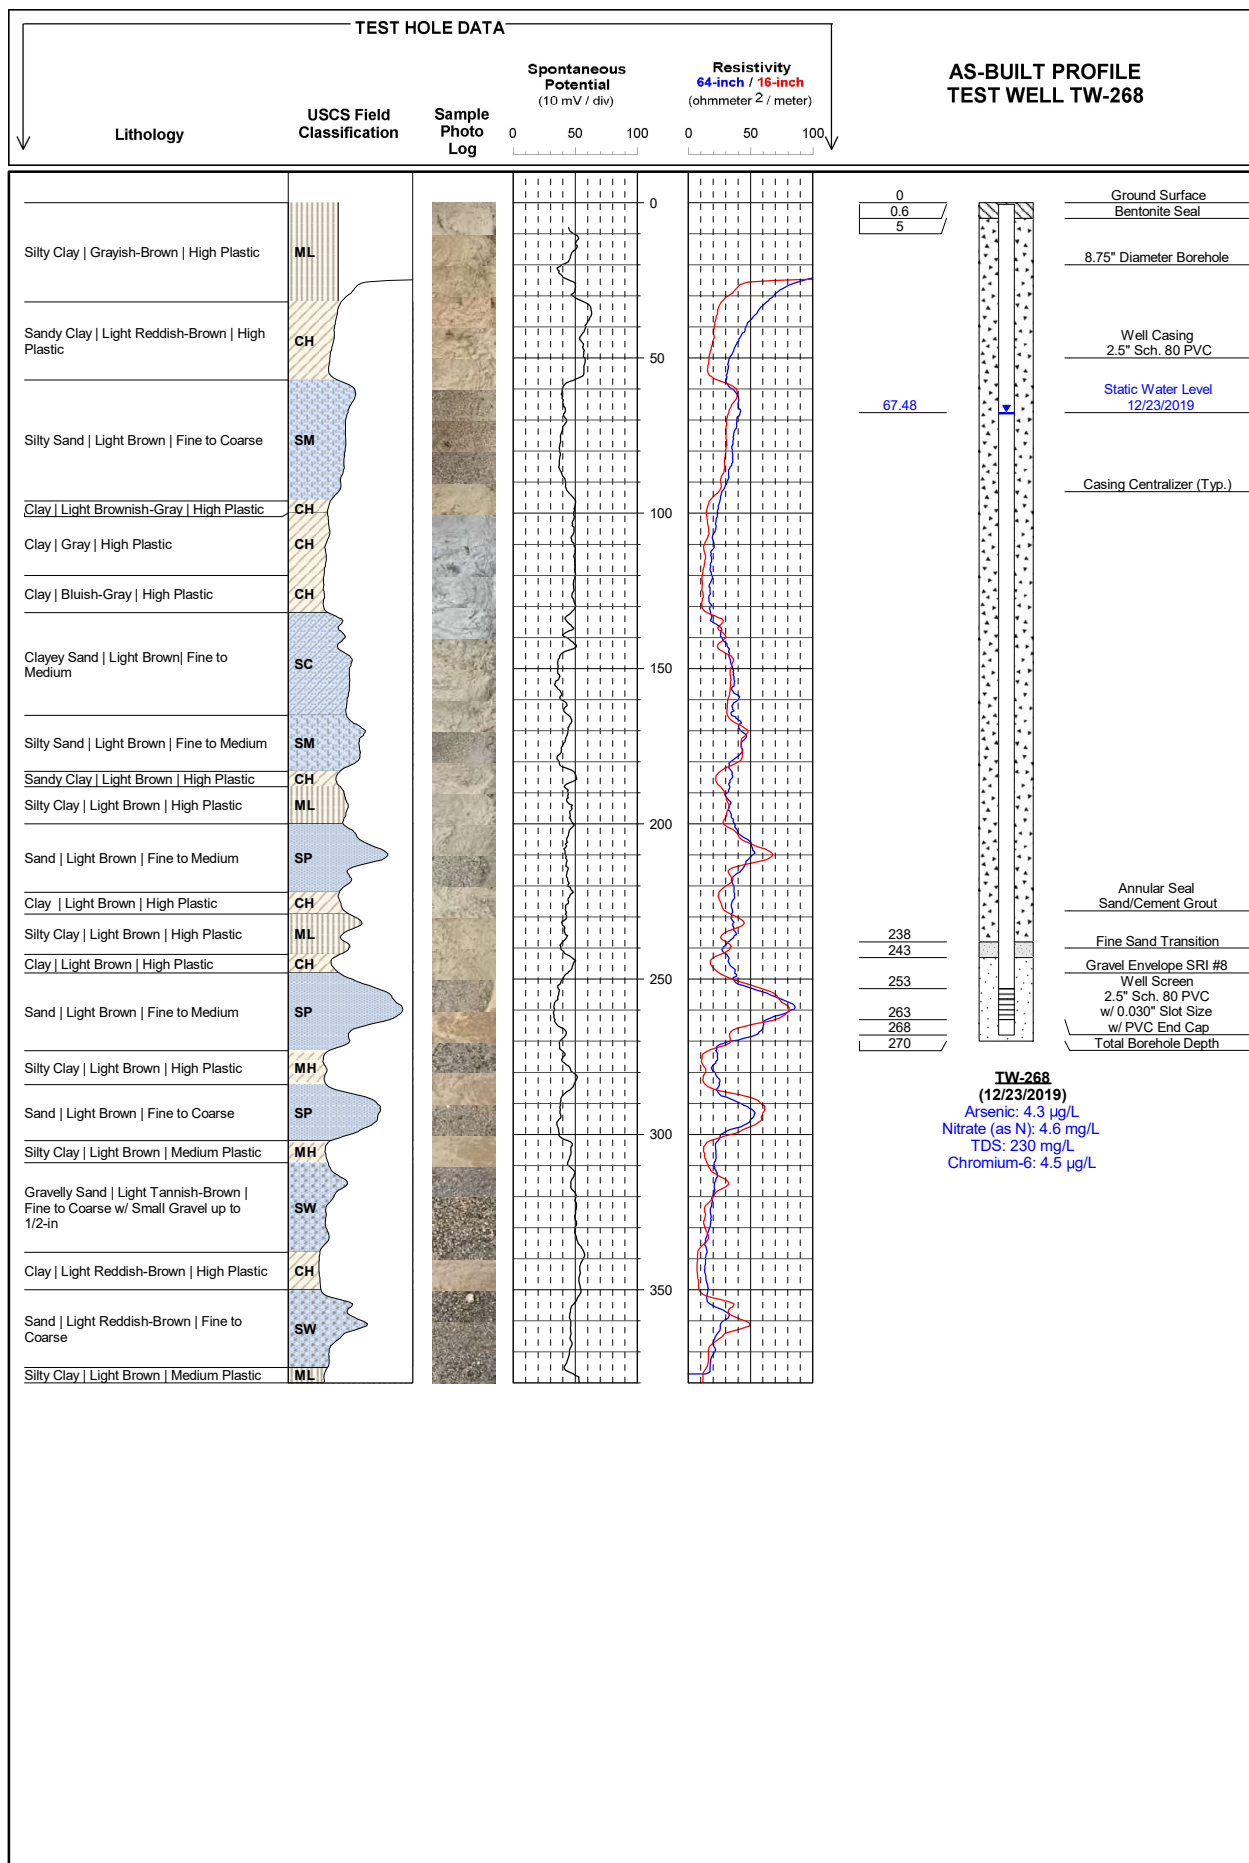 TEST HOLE DATA
Lithology
USCS Field
Classification
Sample
Photo
Log
Spontaneous
Potential
(10 mV / div)
0 50 100
Resistivity
64-inch / 16-inch
(ohmmeter 2 / meter)
0 50 100
AS-BUILT PROFILE
TEST WELL TW-268
Silty Clay | Grayish-Brown | High Plastic
ML
Sandy Clay | Light Reddish-Brown | High
Plastic
CH
Silty Sand | Light Brown | Fine to Coarse
SM
Clay | Light Brownish-Gray | High Plastic
CH
Clay | Gray | High Plastic
CH
Clay | Bluish-Gray | High Plastic
CH
Clayey Sand | Light Brown| Fine to
Medium
SC
Silty Sand | Light Brown | Fine to Medium
SM
Sandy Clay | Light Brown | High Plastic
CH
Silty Clay | Light Brown | High Plastic
ML
Sand | Light Brown | Fine to Medium
SP
Clay | Light Brown | High Plastic
CH
Silty Clay | Light Brown | High Plastic
ML
Clay | Light Brown | High Plastic
CH
Sand | Light Brown | Fine to Medium
SP
Silty Clay | Light Brown | High Plastic
MH
Sand | Light Brown | Fine to Coarse
SP
Silty Clay | Light Brown | Medium Plastic
MH
Gravelly Sand | Light Tannish-Brown |
Fine to Coarse w/ Small Gravel up to
1/2-in
SW
Clay | Light Reddish-Brown | High Plastic
CH
Sand | Light Reddish-Brown | Fine to
Coarse
SW
Silty Clay | Light Brown | Medium Plastic
ML
0
50
100
150
200
250
300
350
0
0.6
5
67.48
238
243
253
263
268
270
Ground Surface
Bentonite Seal
8.75" Diameter Borehole
Well Casing
2.5" Sch. 80 PVC
Static Water Level
12/23/2019
Casing Centralizer (Typ.)
Annular Seal
Sand/Cement Grout
Fine Sand Transition
Gravel Envelope SRI #8
Well Screen
2.5" Sch. 80 PVC
w/ 0.030" Slot Size
w/ PVC End Cap
Total Borehole Depth
TW-268
(12/23/2019)
Arsenic: 4.3 µg/L
Nitrate (as N): 4.6 mg/L
TDS: 230 mg/L
Chromium-6: 4.5 µg/L